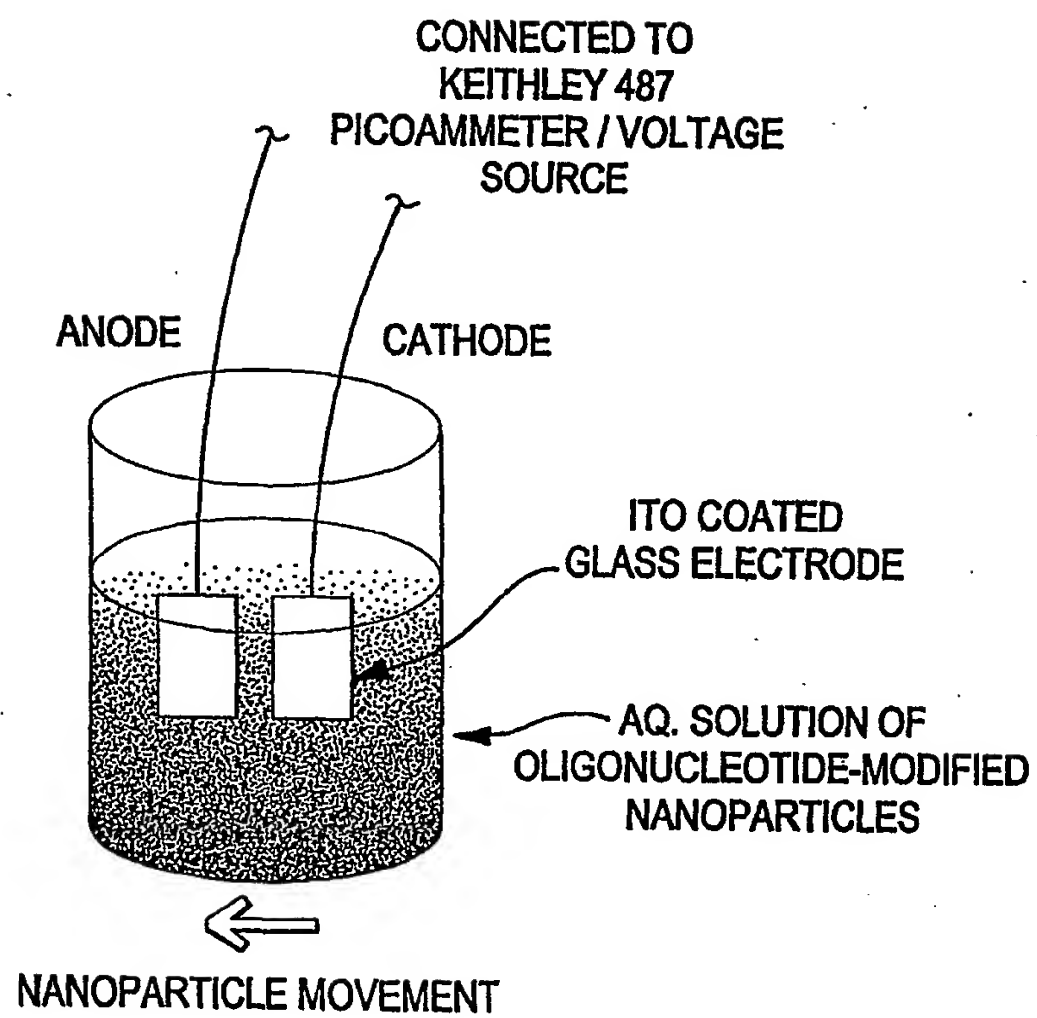 CONNECTED TO
KEITHLEY 487
PICOAMMETER / VOLTAGE
SOURCE
ANODE
CATHODE
ITO COATED
GLASS ELECTRODE
AQ. SOLUTION OF
OLIGONUCLEOTIDE-MODIFIED
NANOPARTICLES
NANOPARTICLE MOVEMENT